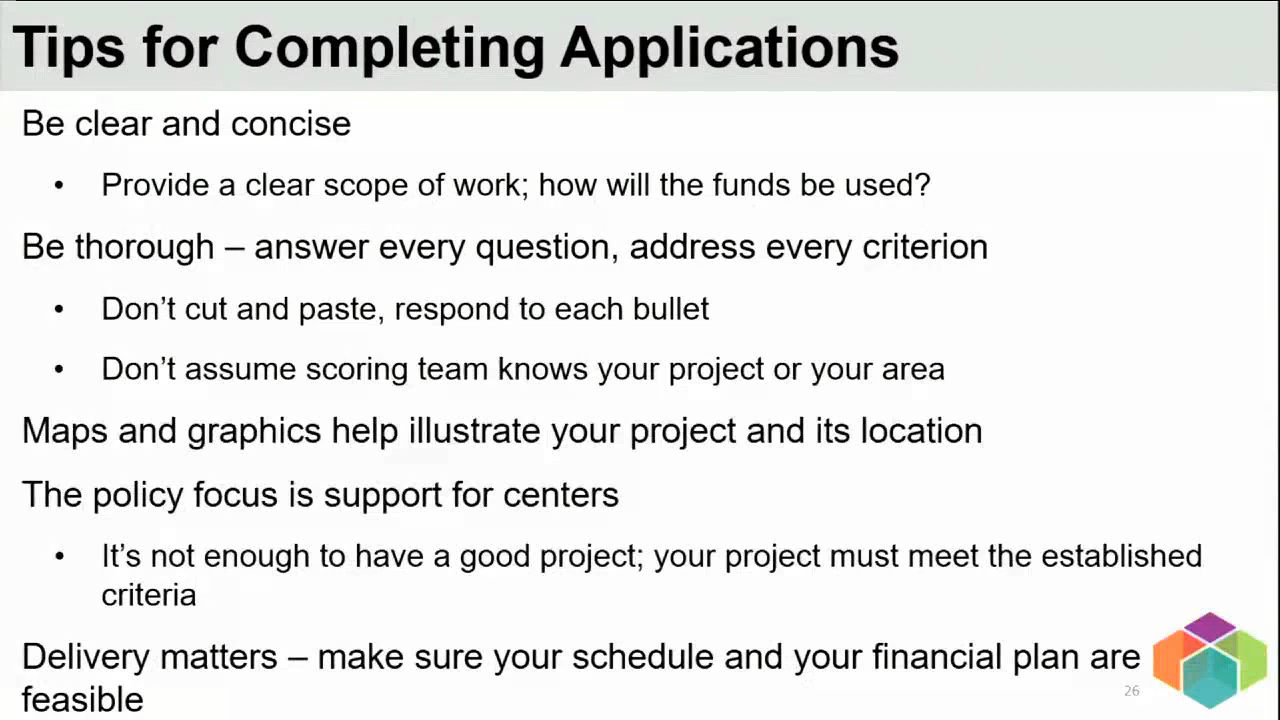 Tips for Completing Applications
Be clear and concise
• Provide a clear scope of work; how will the funds be used?
Be thorough – answer every question, address every criterion
• Don’t cut and paste, respond to each bullet
• Don’t assume scoring team knows your project or your area
Maps and graphics help illustrate your project and its location
The policy focus is support for centers
• It’s not enough to have a good project; your project must meet the established
criteria
Delivery matters – make sure your schedule and your financial plan are
feasible
26